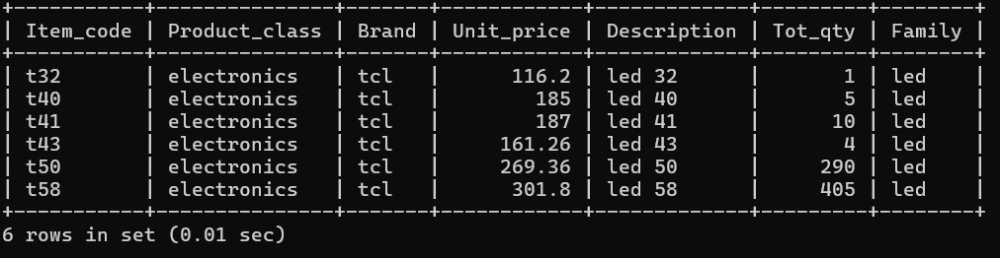 +-----------+---------------+-------+------------+-------------+---------+--------+
| Item_code | Product_class | Brand | Unit_price | Description | Tot_qty | Family |
+-----------+---------------+-------+------------+-------------+---------+--------+
| t32       | electronics   | tcl   |      116.2 | led 32      |       1 | led    |
| t40       | electronics   | tcl   |        185 | led 40      |       5 | led    |
| t41       | electronics   | tcl   |        187 | led 41      |      10 | led    |
| t43       | electronics   | tcl   |     161.26 | led 43      |       4 | led    |
| t50       | electronics   | tcl   |     269.36 | led 50      |     290 | led    |
| t58       | electronics   | tcl   |      301.8 | led 58      |     405 | led    |
+-----------+---------------+-------+------------+-------------+---------+--------+
6 rows in set (0.01 sec)